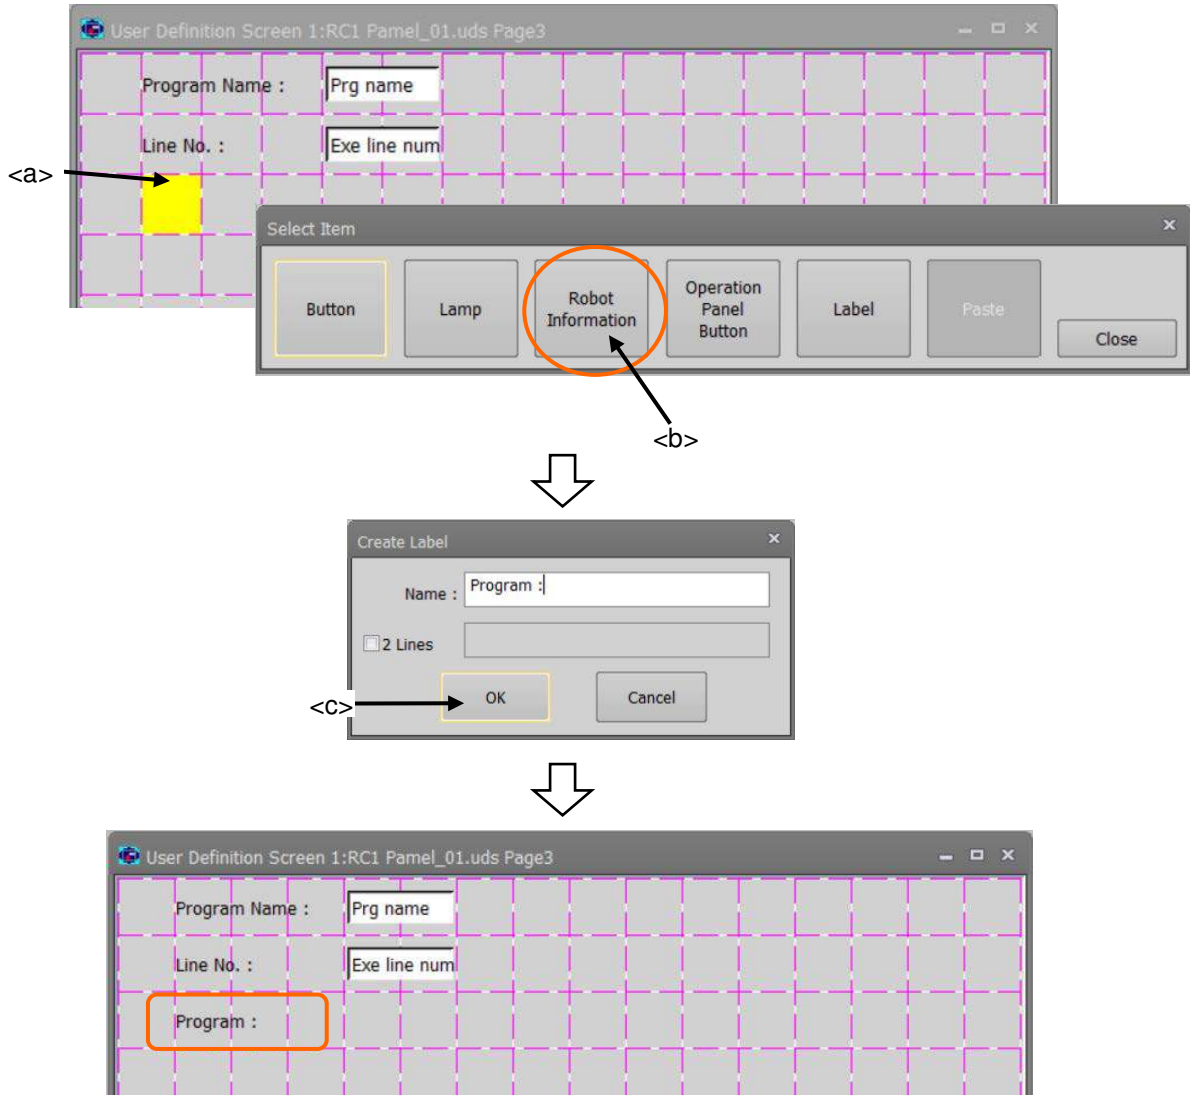 User Definition Screen 1:RC1 Pamel_01.uds Page3
Program Name : Prg name
Line No. : Exe line num
<a>
Select Item
Button Lamp Robot Information Operation Panel Button Label Paste Close
<b>
Create Label
Name : Program :
2 Lines
<c> OK Cancel
User Definition Screen 1:RC1 Pamel_01.uds Page3
Program Name : Prg name
Line No. : Exe line num
Program :